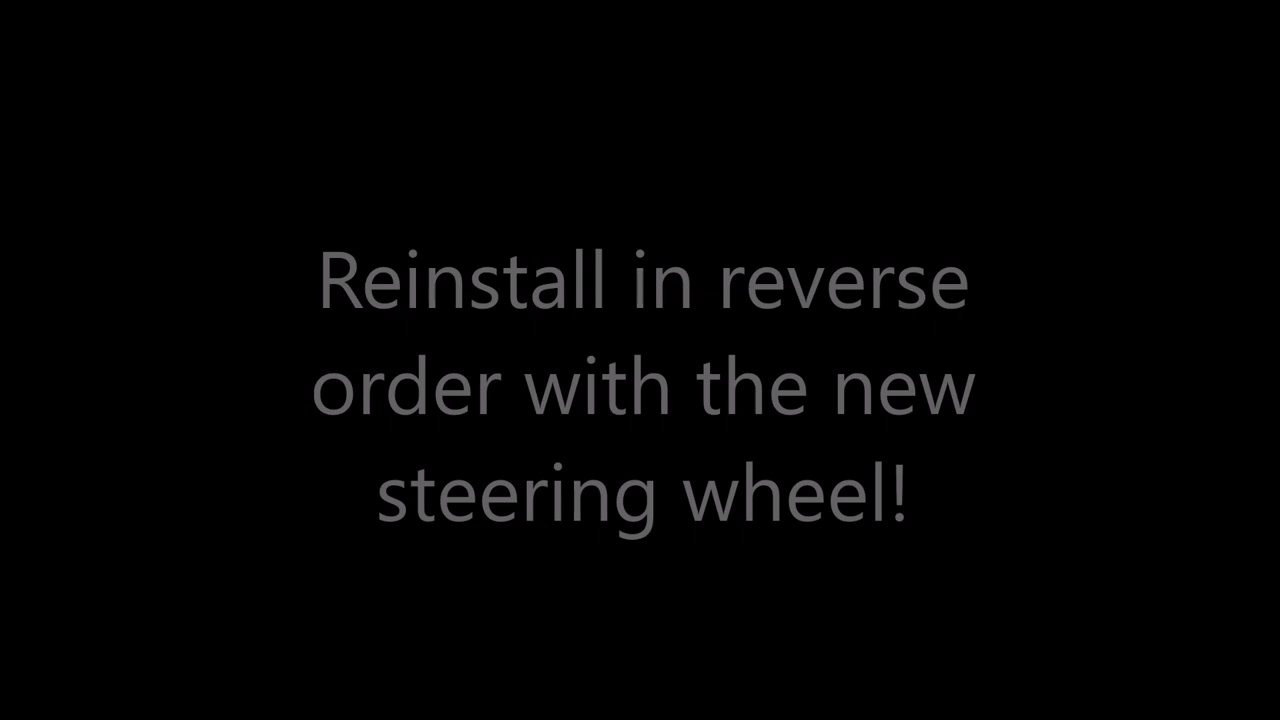 Reinstall in reverse
order with the new
steering wheel!